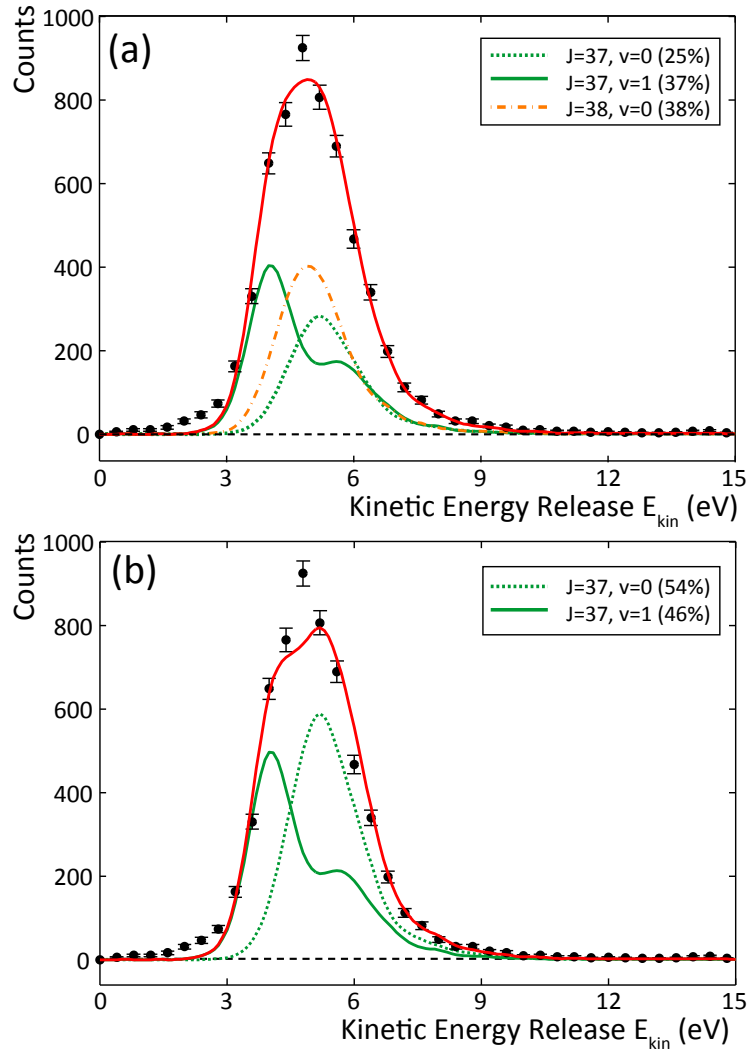 Counts
1000
(a)
J=37, v=0 (25%)
J=37, v=1 (37%)
J=38, v=0 (38%)
800
600
400
200
0
0 3 6 9 12 15
Kinetic Energy Release E_kin (eV)
Counts
1000
(b)
J=37, v=0 (54%)
J=37, v=1 (46%)
800
600
400
200
0
0 3 6 9 12 15
Kinetic Energy Release E_kin (eV)